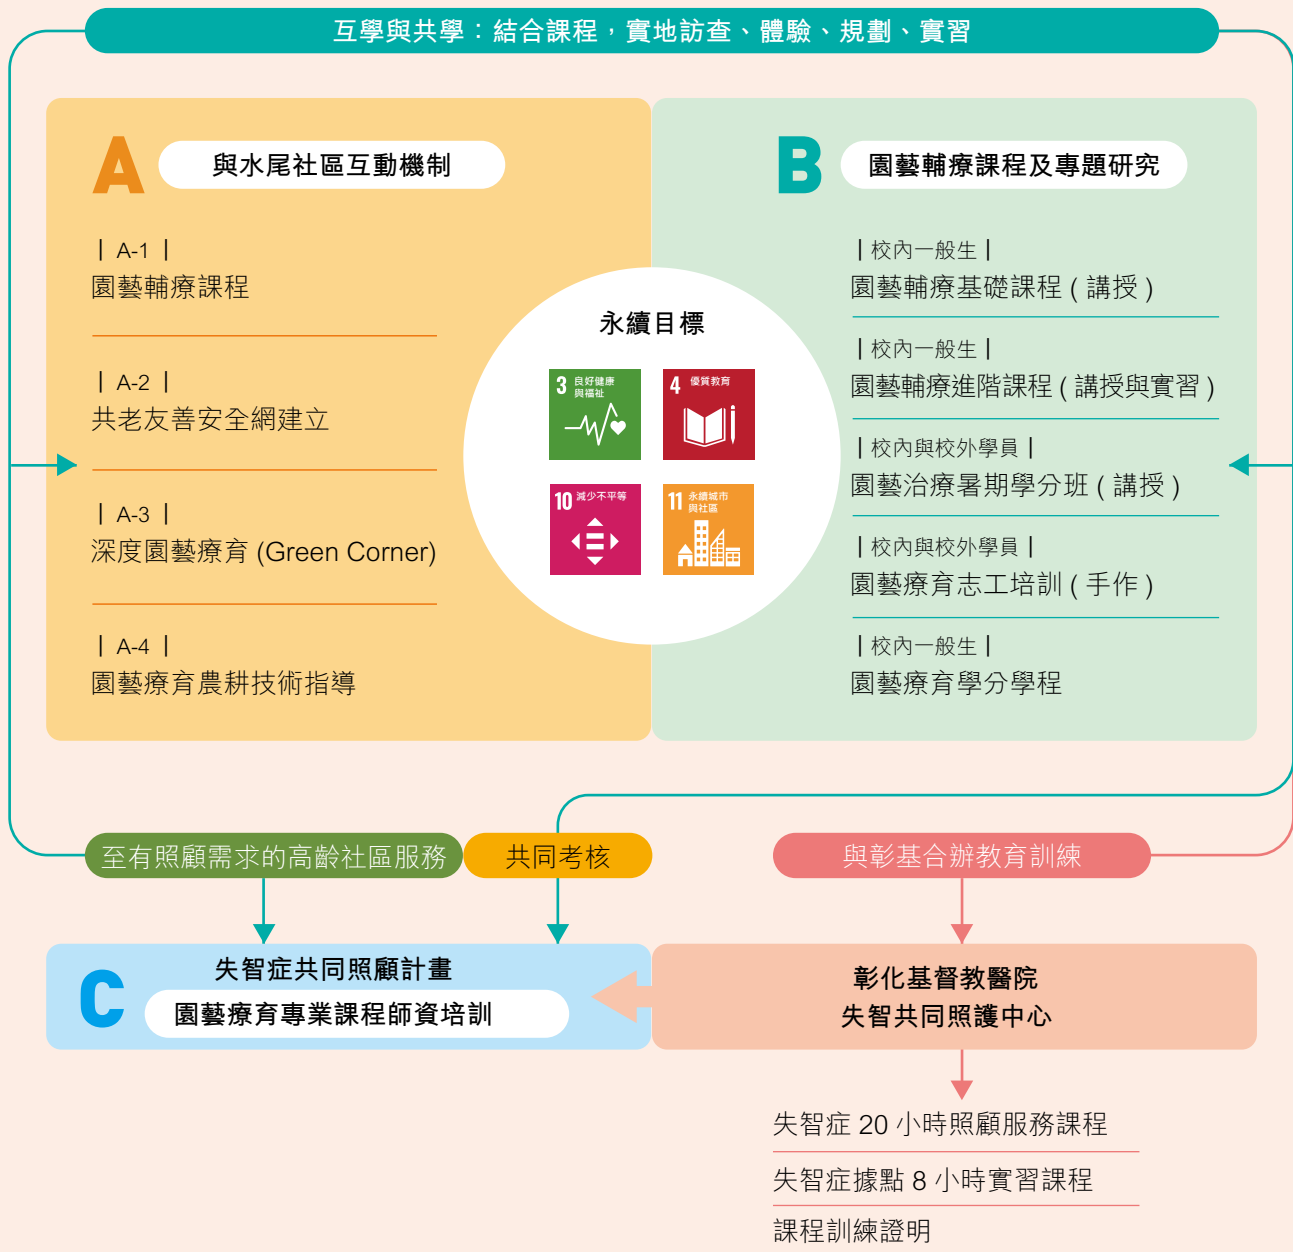 互學與共學：結合課程，實地訪查、體驗、規劃、實習
A
與水尾社區互動機制
| A-1 |
園藝輔療課程
| A-2 |
共老友善安全網建立
| A-3 |
深度園藝療育 (Green Corner)
| A-4 |
園藝療育農耕技術指導
永續目標
3 良好健康
與福祉
4 優質教育
10 減少不平等
11 永續城市
與社區
B
園藝輔療課程及專題研究
| 校內一般生 |
園藝輔療基礎課程 ( 講授 )
| 校內一般生 |
園藝輔療進階課程 ( 講授與實習 )
| 校內與校外學員 |
園藝治療暑期學分班 ( 講授 )
| 校內與校外學員 |
園藝療育志工培訓 ( 手作 )
| 校內一般生 |
園藝療育學分學程
至有照顧需求的高齡社區服務
共同考核
與彰基合辦教育訓練
C
失智症共同照顧計畫
園藝療育專業課程師資培訓
彰化基督教醫院
失智共同照護中心
失智症 20 小時照顧服務課程
失智症據點 8 小時實習課程
課程訓練證明